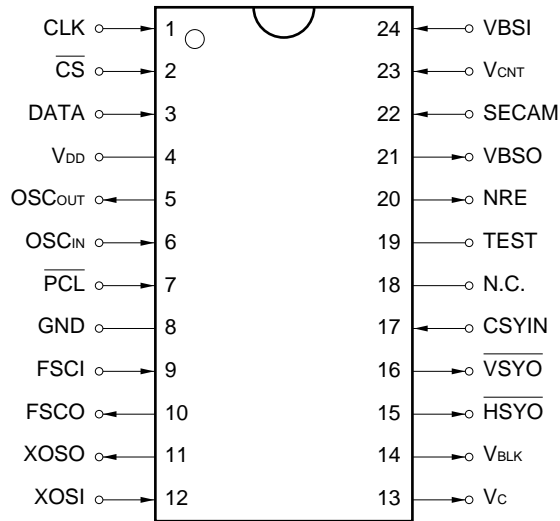 CLK 1 24 VBSI
CS 2 23 VCNT
DATA 3 22 SECAM
VDD 4 21 VBSO
OSCOUT 5 20 NRE
OSCIN 6 19 TEST
PCL 7 18 N.C.
GND 8 17 CSYIN
FSCI 9 16 VSYO
FSCO 10 15 HSYO
XOSO 11 14 VBLK
XOSI 12 13 VC